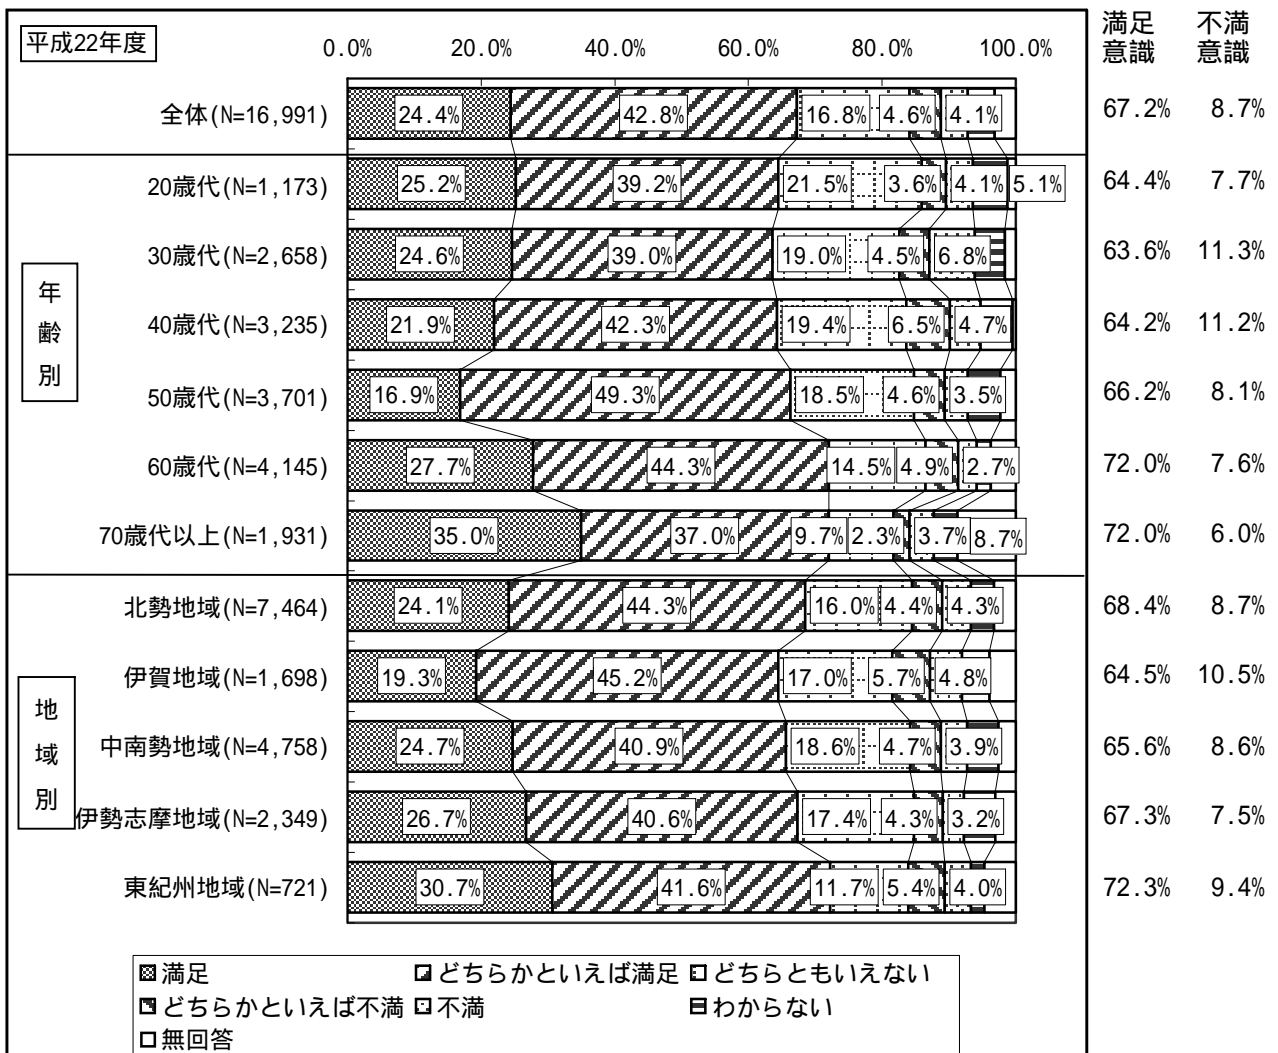 平成22年度
0.0% 20.0% 40.0% 60.0% 80.0% 100.0%
満足意識 不満意識
全体(N=16,991) 24.4% 42.8% 16.8% 4.6% 4.1% 67.2% 8.7%
年齢別
20歳代(N=1,173) 25.2% 39.2% 21.5% 3.6% 4.1% 5.1% 64.4% 7.7%
30歳代(N=2,658) 24.6% 39.0% 19.0% 4.5% 6.8% 63.6% 11.3%
40歳代(N=3,235) 21.9% 42.3% 19.4% 6.5% 4.7% 64.2% 11.2%
50歳代(N=3,701) 16.9% 49.3% 18.5% 4.6% 3.5% 66.2% 8.1%
60歳代(N=4,145) 27.7% 44.3% 14.5% 4.9% 2.7% 72.0% 7.6%
70歳代以上(N=1,931) 35.0% 37.0% 9.7% 2.3% 3.7% 8.7% 72.0% 6.0%
地域別
北勢地域(N=7,464) 24.1% 44.3% 16.0% 4.4% 4.3% 68.4% 8.7%
伊賀地域(N=1,698) 19.3% 45.2% 17.0% 5.7% 4.8% 64.5% 10.5%
中南勢地域(N=4,758) 24.7% 40.9% 18.6% 4.7% 3.9% 65.6% 8.6%
伊勢志摩地域(N=2,349) 26.7% 40.6% 17.4% 4.3% 3.2% 67.3% 7.5%
東紀州地域(N=721) 30.7% 41.6% 11.7% 5.4% 4.0% 72.3% 9.4%
満足 どちらかといえば満足 どちらともいえない
どちらかといえば不満 不満 わからない
無回答